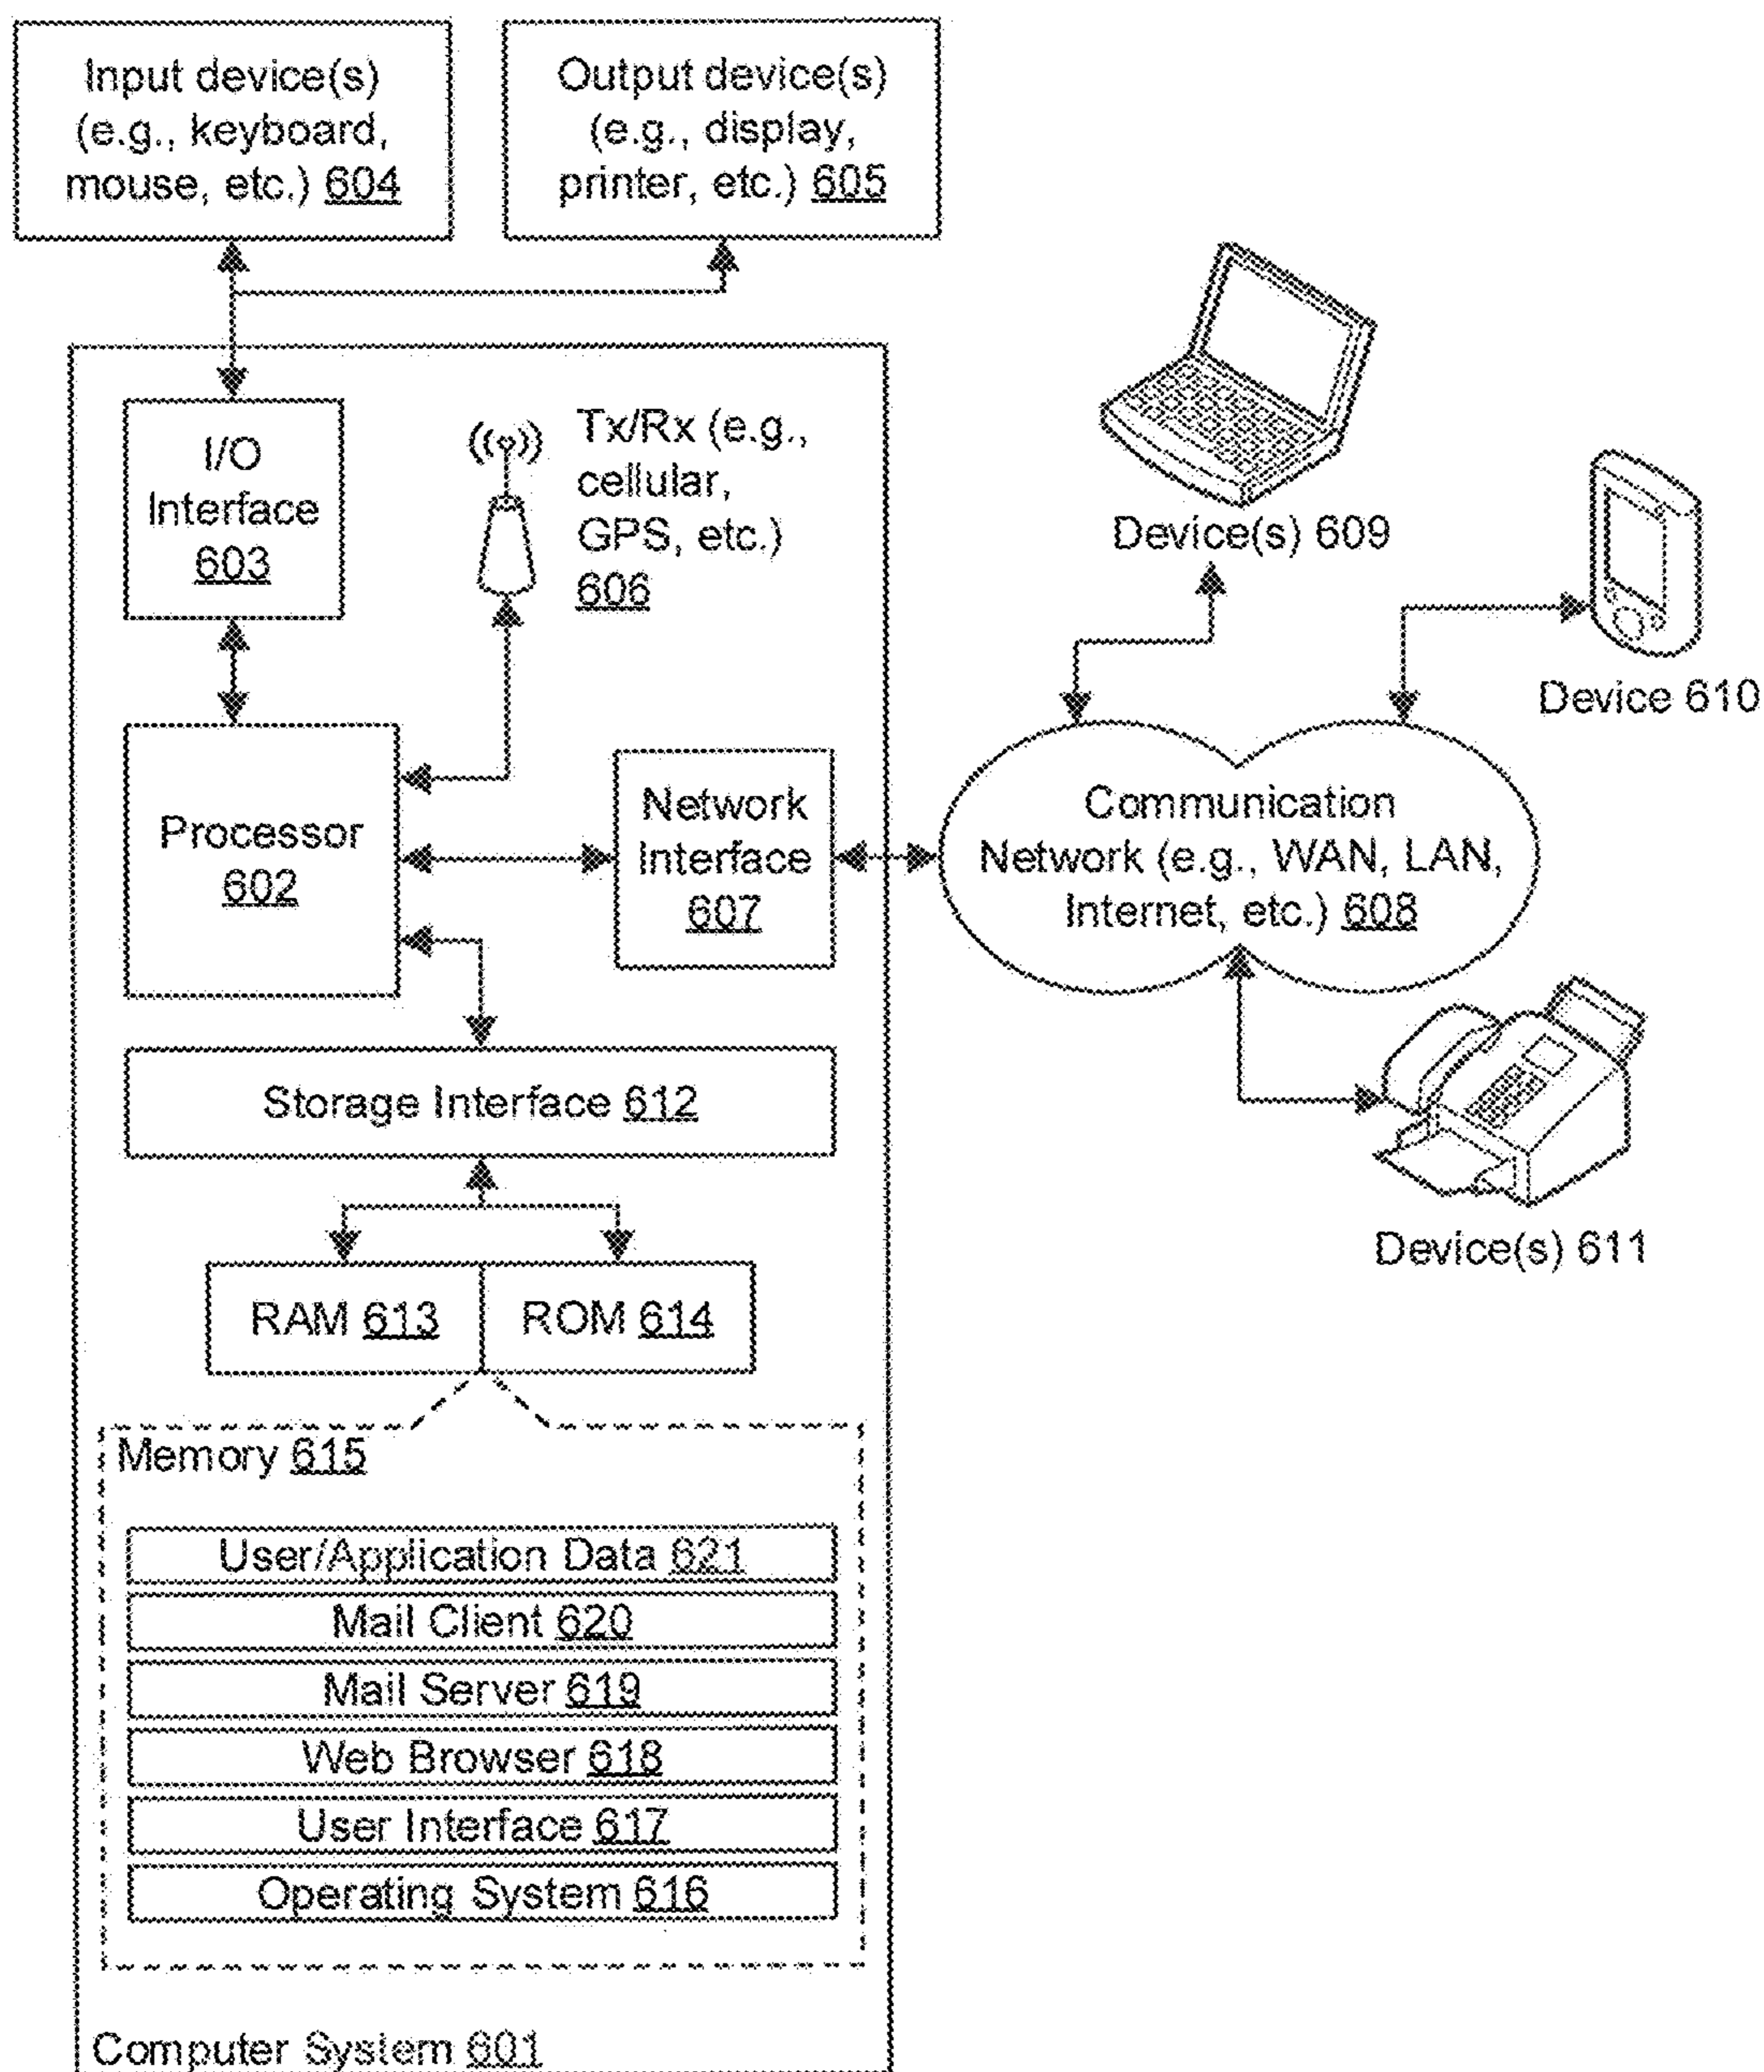 Input device(s)
(e.g., keyboard,
mouse, etc.) 604
Output device(s)
(e.g., display,
printer, etc.) 605
I/O
Interface
603
Tx/Rx (e.g.,
cellular,
GPS, etc.)
606
Device(s) 609
Device 610
Processor
602
Network
Interface
607
Communication
Network (e.g., WAN, LAN,
Internet, etc.) 608
Storage Interface 612
Device(s) 611
RAM 613
ROM 614
Memory 615
User/Application Data 621
Mail Client 620
Mail Server 619
Web Browser 618
User Interface 617
Operating System 616
Computer System 601